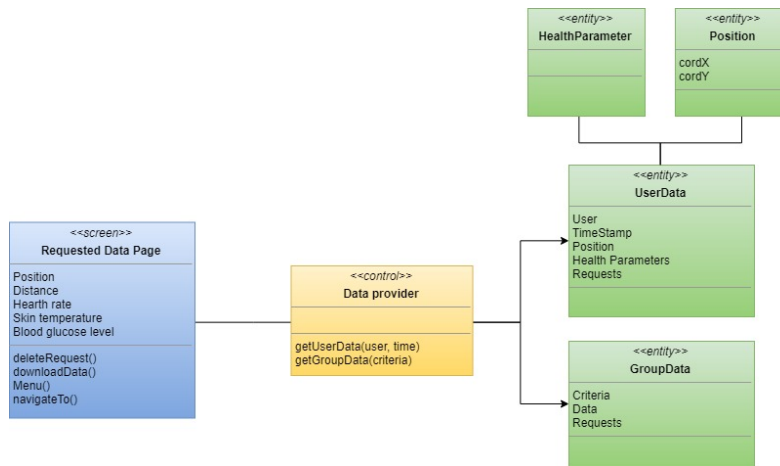 <<entity>>
HealthParameter
<<entity>>
Position
cordX
cordY
<<entity>>
UserData
User
TimeStamp
Position
Health Parameters
Requests
<<screen>>
Requested Data Page
Position
Distance
Hearth rate
Skin temperature
Blood glucose level
deleteRequest()
downloadData()
Menu()
navigateTo()
<<control>>
Data provider
getUserData(user, time)
getGroupData(criteria)
<<entity>>
GroupData
Criteria
Data
Requests